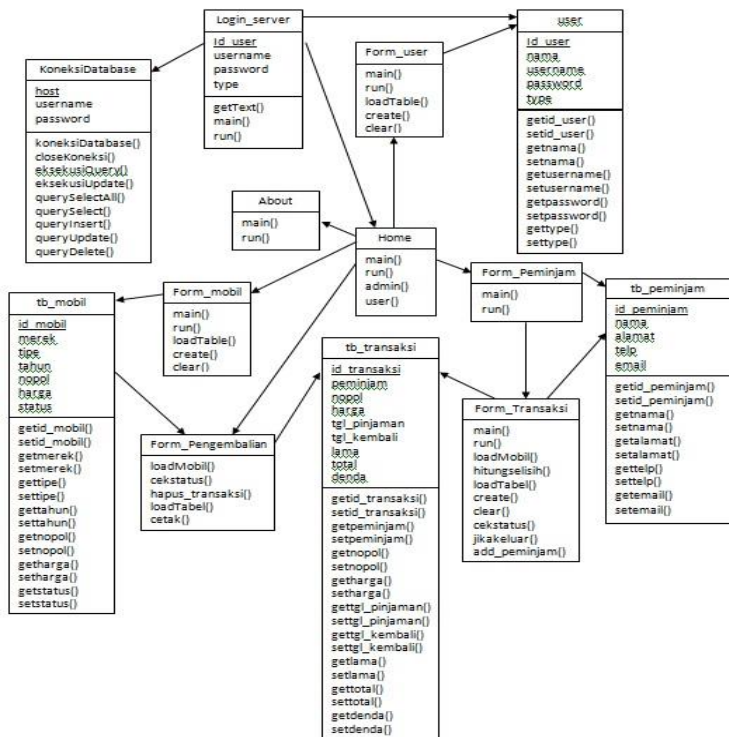 Login_server
Id_user
username
password
type
getText()
main()
run()
user
Id_user
nama
username
password
type
getid_user()
setid_user()
getnama()
setnama()
getusername()
setusername()
getpassword()
setpassword()
gettype()
settype()
Form_user
main()
run()
loadTable()
create()
clear()
KoneksiDatabase
host
username
password
koneksiDatabase()
closeKoneksi()
eksekusiQuery()
eksekusiUpdate()
querySelectAll()
querySelect()
queryInsert()
queryUpdate()
queryDelete()
About
main()
run()
Home
main()
run()
admin()
user()
Form_mobil
main()
run()
loadTable()
create()
clear()
Form_Peminjam
main()
run()
tb_peminjam
id_peminjam
nama
alamat
telp
email
getid_peminjam()
setid_peminjam()
getnama()
setnama()
getalamat()
setalamat()
gettelp()
settelp()
getemail()
setemail()
tb_mobil
id_mobil
merek
tipe
tahun
nopol
harga
status
getid_mobil()
setid_mobil()
getmerek()
setmerek()
gettipe()
settipe()
gettahun()
settahun()
getnopol()
setnopol()
getharga()
setharga()
getstatus()
setstatus()
Form_Pengembalian
loadMobil()
cekstatus()
hapus_transaksi()
loadTabel()
cetak()
tb_transaksi
id_transaksi
peminjam
nopol
harga
tgl_pinjaman
tgl_kembali
lama
total
denda
getid_transaksi()
setid_transaksi()
getpeminjam()
setpeminjam()
getnopol()
setnopol()
getharga()
setharga()
gettgl_pinjaman()
settgl_pinjaman()
gettgl_kembali()
settgl_kembali()
getlama()
setlama()
gettotal()
settotal()
getdenda()
setdenda()
Form_Transaksi
main()
run()
loadMobil()
hitungselisih()
loadTabel()
create()
clear()
cekstatus()
jikakeluar()
add_peminjam()